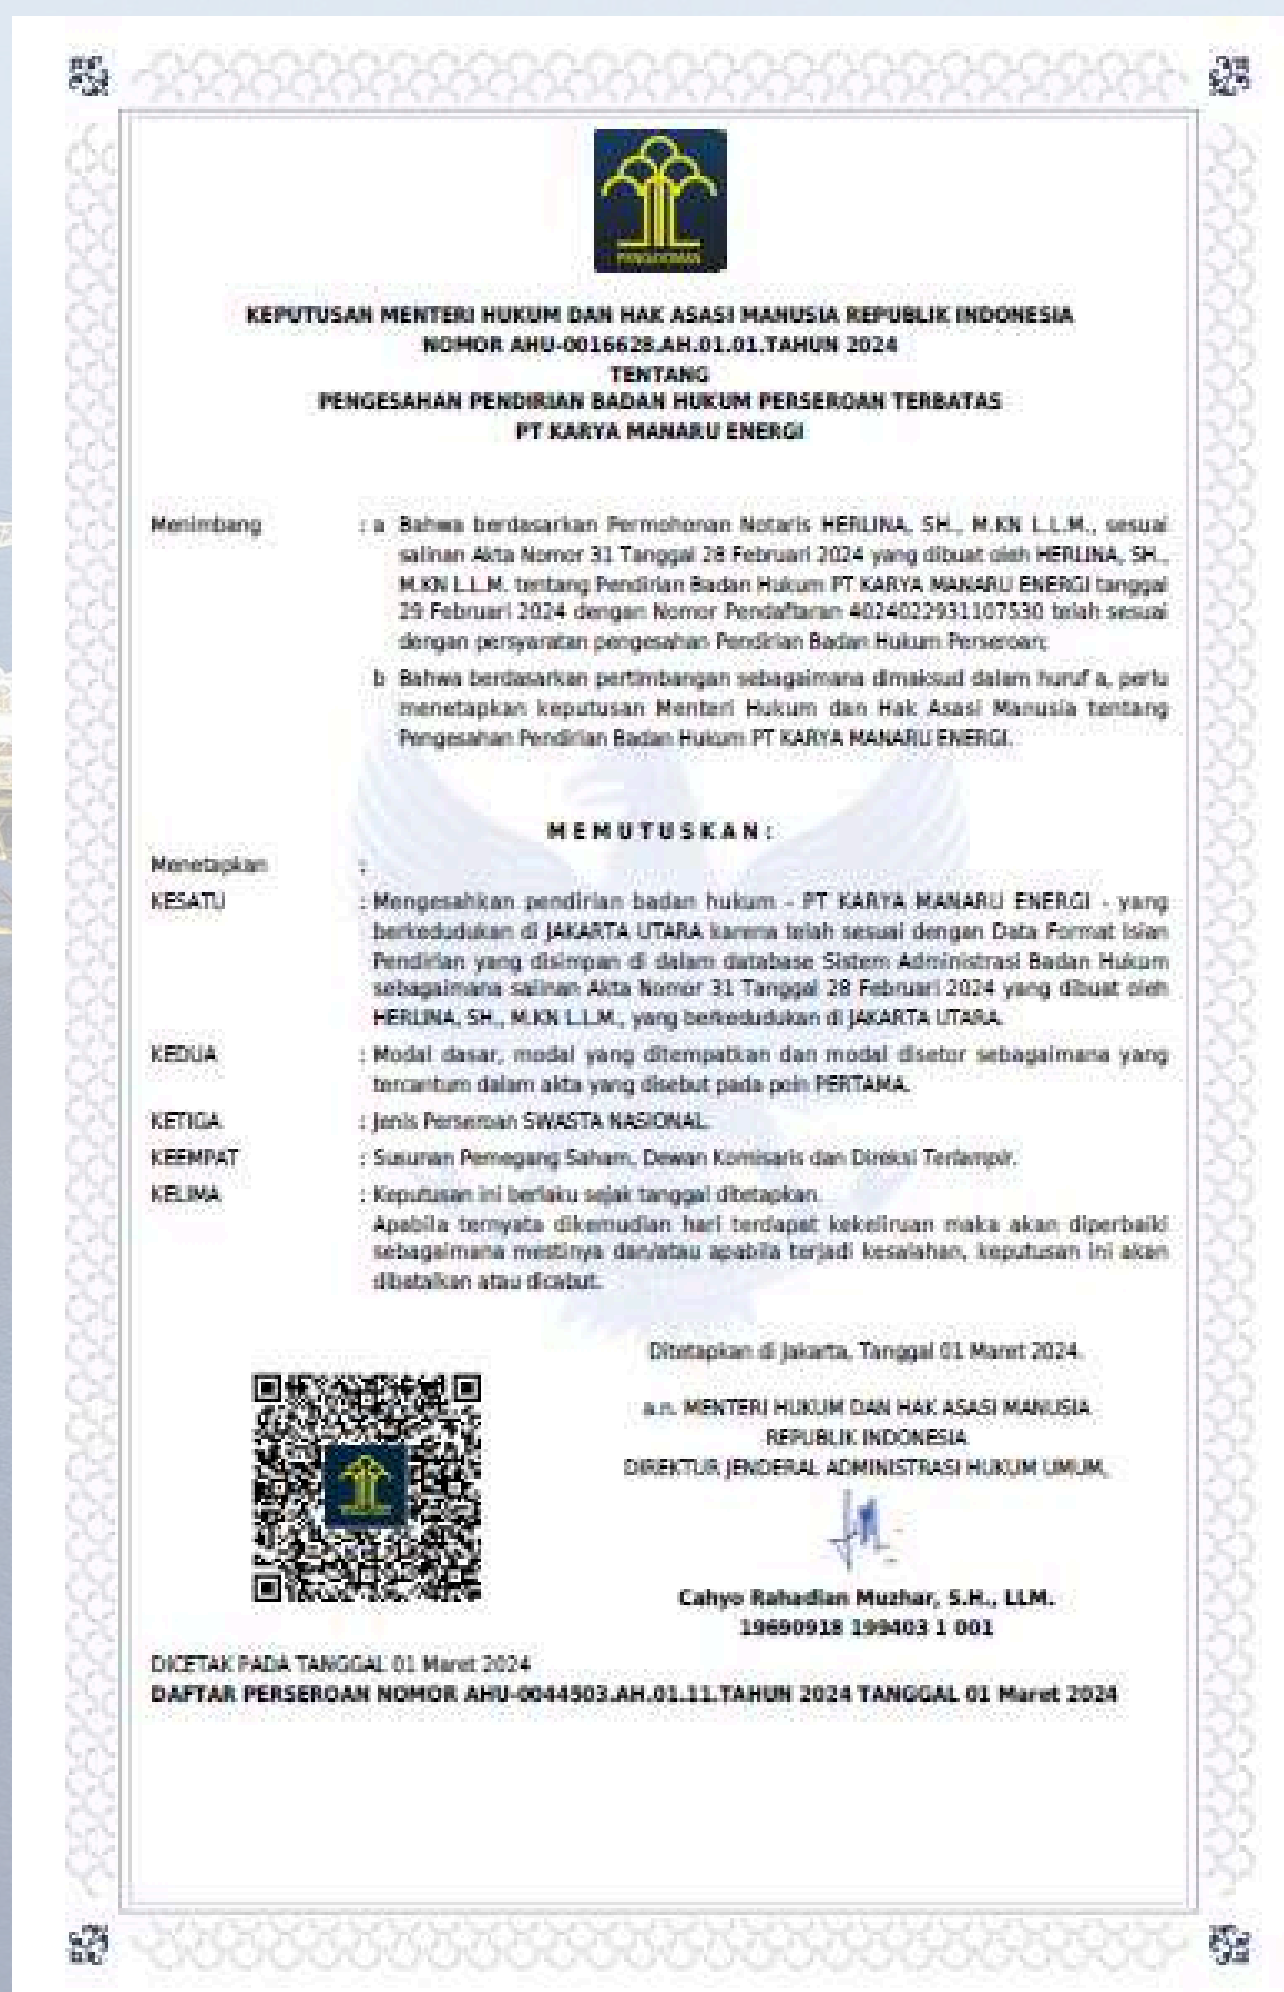 PENGAYOMAN
KEPUTUSAN MENTERI HUKUM DAN HAK ASASI MANUSIA REPUBLIK INDONESIA
NOMOR AHU-0016628.AH.01.01.TAHUN 2024
TENTANG
PENGESAHAN PENDIRIAN BADAN HUKUM PERSEROAN TERBATAS
PT KARYA MANARU ENERGI
Menimbang : a Bahwa berdasarkan Permohonan Notaris HERLINA, SH., M.KN L.L.M., sesuai
salinan Akta Nomor 31 Tanggal 28 Februari 2024 yang dibuat oleh HERLINA, SH.,
M.KN L.L.M. tentang Pendirian Badan Hukum PT KARYA MANARU ENERGI tanggal
29 Februari 2024 dengan Nomor Pendaftaran 4024022931107530 telah sesuai
dengan persyaratan pengesahan Pendirian Badan Hukum Perseroan;
b Bahwa berdasarkan pertimbangan sebagaimana dimaksud dalam huruf a, perlu
menetapkan keputusan Menteri Hukum dan Hak Asasi Manusia tentang
Pengesahan Pendirian Badan Hukum PT KARYA MANARU ENERGI.
MEMUTUSKAN:
Menetapkan :
KESATU : Mengesahkan pendirian badan hukum - PT KARYA MANARU ENERGI - yang
berkedudukan di JAKARTA UTARA karena telah sesuai dengan Data Format Isian
Pendirian yang disimpan di dalam database Sistem Administrasi Badan Hukum
sebagaimana salinan Akta Nomor 31 Tanggal 28 Februari 2024 yang dibuat oleh
HERLINA, SH., M.KN L.L.M., yang berkedudukan di JAKARTA UTARA.
KEDUA : Modal dasar, modal yang ditempatkan dan modal disetor sebagaimana yang
tercantum dalam akta yang disebut pada poin PERTAMA.
KETIGA : Jenis Perseroan SWASTA NASIONAL.
KEEMPAT : Susunan Pemegang Saham, Dewan Komisaris dan Direksi Terlampir.
KELIMA : Keputusan ini berlaku sejak tanggal ditetapkan.
Apabila ternyata dikemudian hari terdapat kekeliruan maka akan diperbaiki
sebagaimana mestinya dan/atau apabila terjadi kesalahan, keputusan ini akan
dibatalkan atau dicabut.
Ditetapkan di Jakarta, Tanggal 01 Maret 2024.
a.n. MENTERI HUKUM DAN HAK ASASI MANUSIA
REPUBLIK INDONESIA
DIREKTUR JENDERAL ADMINISTRASI HUKUM UMUM,
Cahyo Rahadian Muzhar, S.H., LLM.
19690918 199403 1 001
DICETAK PADA TANGGAL 01 Maret 2024
DAFTAR PERSEROAN NOMOR AHU-0044503.AH.01.11.TAHUN 2024 TANGGAL 01 Maret 2024